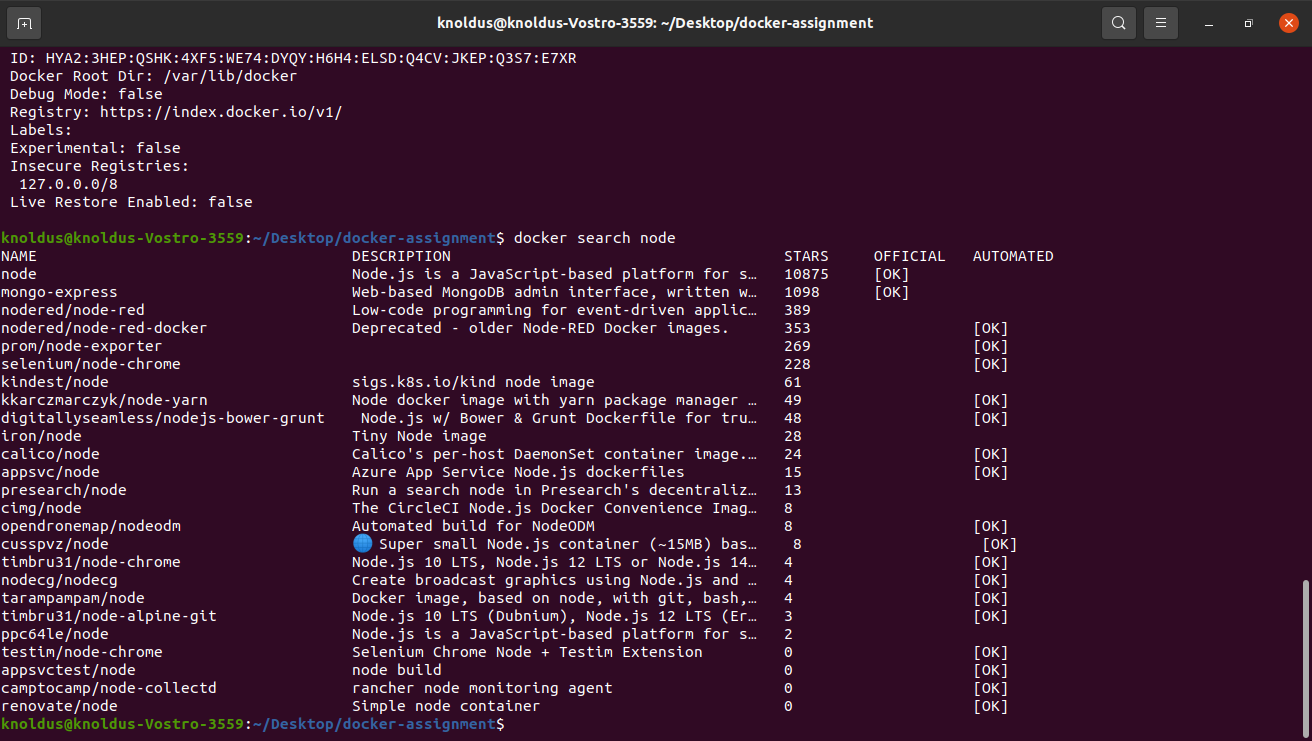 knoldus@knoldus-Vostro-3559: ~/Desktop/docker-assignment
ID: HYA2:3HEP:QSHK:4XF5:WE74:DYQY:H6H4:ELSD:Q4CV:JKEP:Q3S7:E7XR
Docker Root Dir: /var/lib/docker
Debug Mode: false
Registry: https://index.docker.io/v1/
Labels:
Experimental: false
Insecure Registries:
127.0.0.0/8
Live Restore Enabled: false
knoldus@knoldus-Vostro-3559:~/Desktop/docker-assignment$ docker search node
NAME DESCRIPTION STARS OFFICIAL AUTOMATED
node Node.js is a JavaScript-based platform for s… 10875 [OK]
mongo-express Web-based MongoDB admin interface, written w… 1098 [OK]
nodered/node-red Low-code programming for event-driven applic… 389
nodered/node-red-docker Deprecated - older Node-RED Docker images. 353 [OK]
prom/node-exporter 269 [OK]
selenium/node-chrome 228 [OK]
kindest/node sigs.k8s.io/kind node image 61
kkarczmarczyk/node-yarn Node docker image with yarn package manager … 49 [OK]
digitallyseamless/nodejs-bower-grunt Node.js w/ Bower & Grunt Dockerfile for tru… 48 [OK]
iron/node Tiny Node image 28
calico/node Calico's per-host DaemonSet container image.… 24 [OK]
appsvc/node Azure App Service Node.js dockerfiles 15 [OK]
presearch/node Run a search node in Presearch's decentraliz… 13
cimg/node The CircleCI Node.js Docker Convenience Imag… 8
opendronemap/nodeodm Automated build for NodeODM 8 [OK]
cusspvz/node 🌐 Super small Node.js container (~15MB) bas… 8 [OK]
timbru31/node-chrome Node.js 10 LTS, Node.js 12 LTS or Node.js 14… 4 [OK]
nodecg/nodecg Create broadcast graphics using Node.js and … 4 [OK]
tarampampam/node Docker image, based on node, with git, bash,… 4 [OK]
timbru31/node-alpine-git Node.js 10 LTS (Dubnium), Node.js 12 LTS (Er… 3 [OK]
ppc64le/node Node.js is a JavaScript-based platform for s… 2
testim/node-chrome Selenium Chrome Node + Testim Extension 0 [OK]
appsvctest/node node build 0 [OK]
camptocamp/node-collectd rancher node monitoring agent 0 [OK]
renovate/node Simple node container 0 [OK]
knoldus@knoldus-Vostro-3559:~/Desktop/docker-assignment$